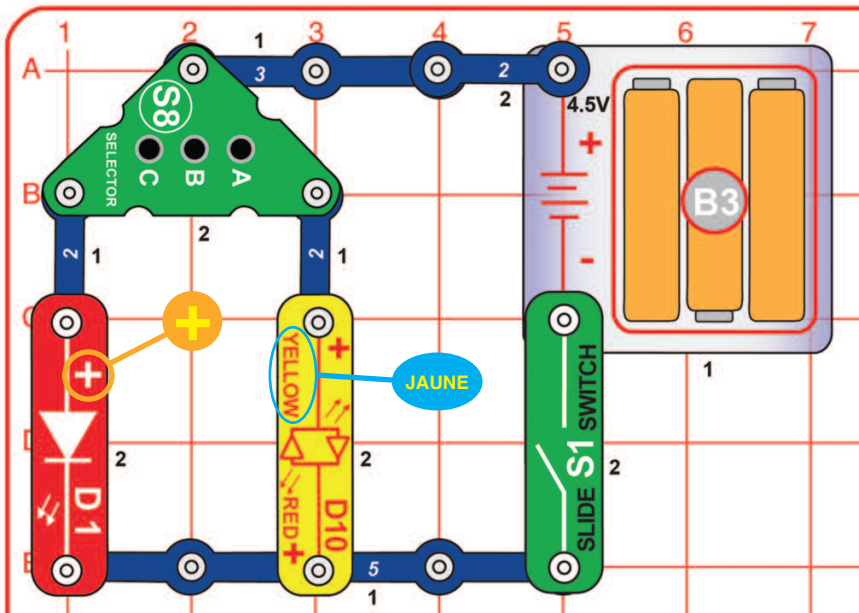 1 2 3 4 5 6 7
A
1
3
2
2
4.5V
+
S8
SELECTOR
C B A
B
B3
-
2
1
2
2
1
C
+
+
YELLOW
+
JAUNE
1
SWITCH
D
2
2
S1
2
D1
RED+
D10
SLIDE
E
5
1